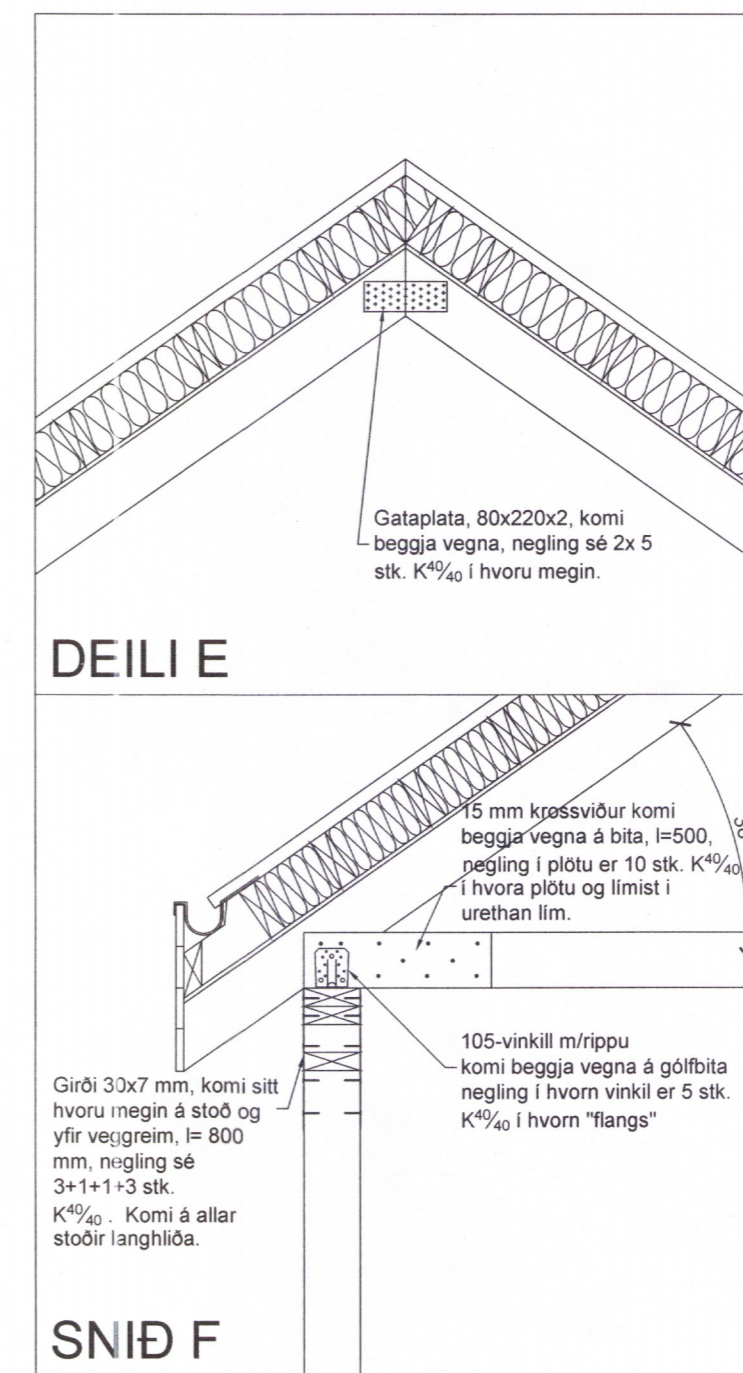 Gataplata, 80x220x2, komi
beggja vegna, negling sé 2x 5
stk. K40/40 í hvoru megin.
DEILI E
15 mm krossviður komi
beggja vegna á bita, l=500,
negling í plötu er 10 stk. K40/40
í hvora plötu og límist i
urethan lím.
105-vinkill m/rippu
komi beggja vegna á gólfbita
negling í hvorn vinkil er 5 stk.
K40/40 í hvorn "flangs"
Girði 30x7 mm, komi sitt
hvoru megin á stoð og
yfir veggreim, l= 800
mm, negling sé
3+1+1+3 stk.
K40/40 . Komi á allar
stoðir langhliða.
SNIÐ F